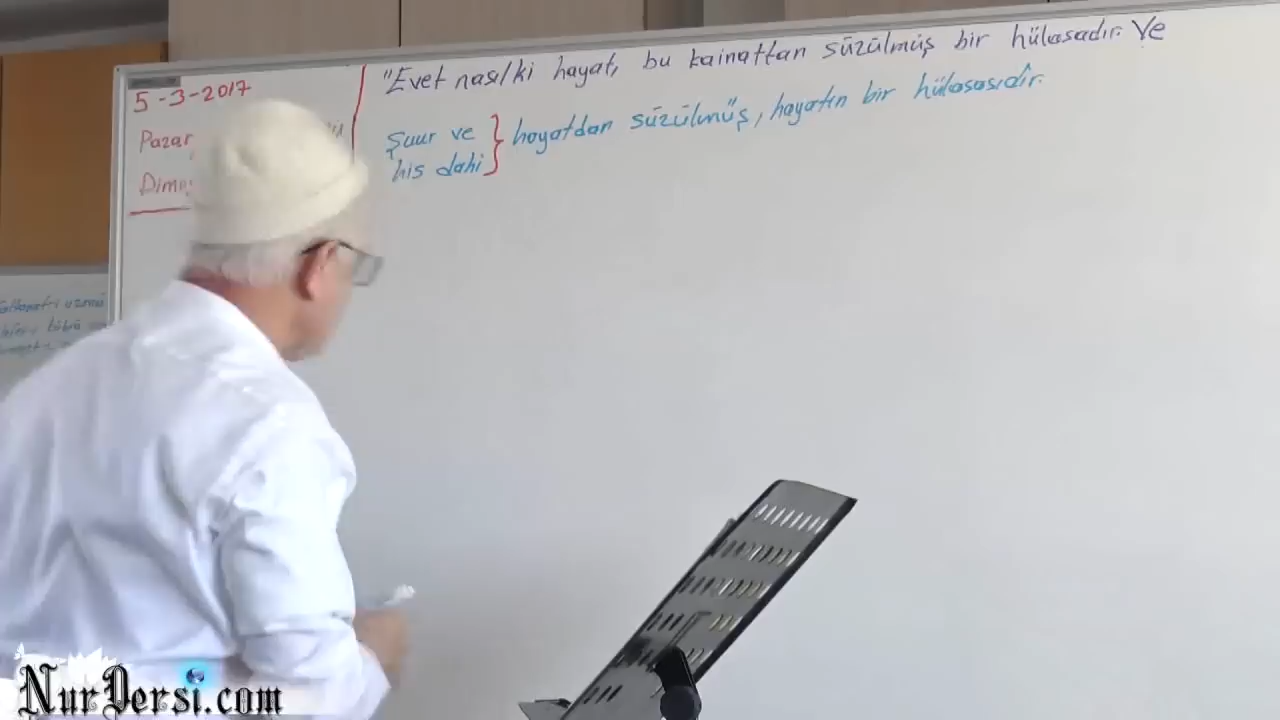 5-3-2017
Pazar
"Evet nasılki hayat, bu kainattan süzülmüş bir hülasadır. Ve
Şuur ve
his dahi
hayatdan süzülmüş, hayatın bir hülasasıdır.
NurDersi.com